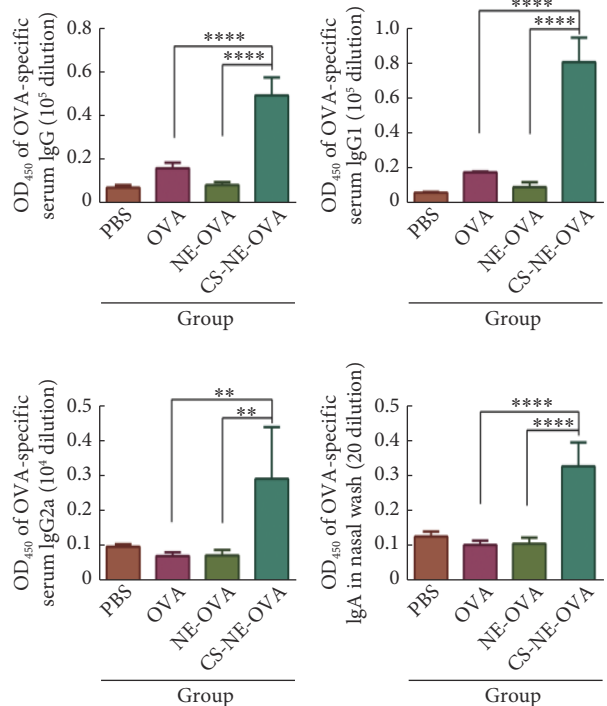 OD₄₅₀ of OVA-specific
serum IgG (10⁵ dilution)
0.8
0.6
0.4
0.2
0
****
****
PBS
OVA
NE-OVA
CS-NE-OVA
Group
OD₄₅₀ of OVA-specific
serum IgG1 (10⁵ dilution)
1.0
0.8
0.6
0.4
0.2
0
****
****
PBS
OVA
NE-OVA
CS-NE-OVA
Group
OD₄₅₀ of OVA-specific
serum IgG2a (10⁴ dilution)
0.5
0.4
0.3
0.2
0.1
0
**
**
PBS
OVA
NE-OVA
CS-NE-OVA
Group
OD₄₅₀ of OVA-specific
lgA in nasal wash (20 dilution)
0.5
0.4
0.3
0.2
0.1
0
****
****
PBS
OVA
NE-OVA
CS-NE-OVA
Group